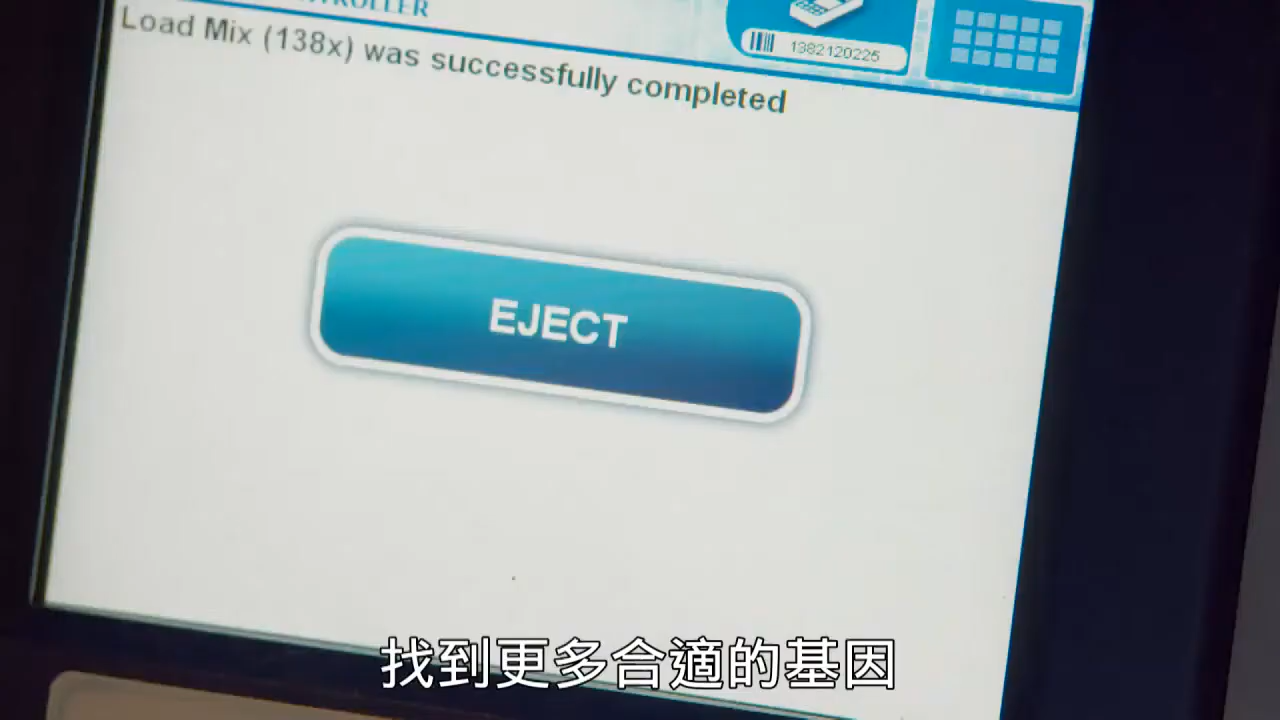 Load Mix (138x) was successfully completed
1382120225
EJECT
找到更多合適的基因